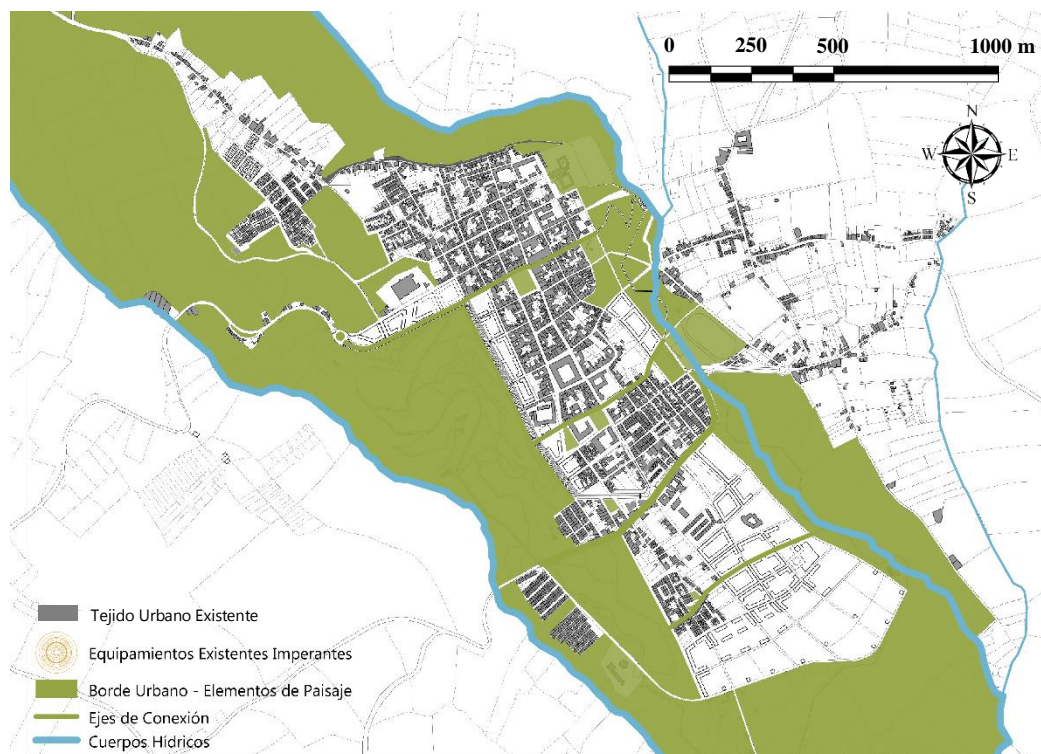 0 250 500 1000 m
N
W E
S
Tejido Urbano Existente
Equipamientos Existentes Imperantes
Borde Urbano - Elementos de Paisaje
Ejes de Conexión
Cuerpos Hídricos